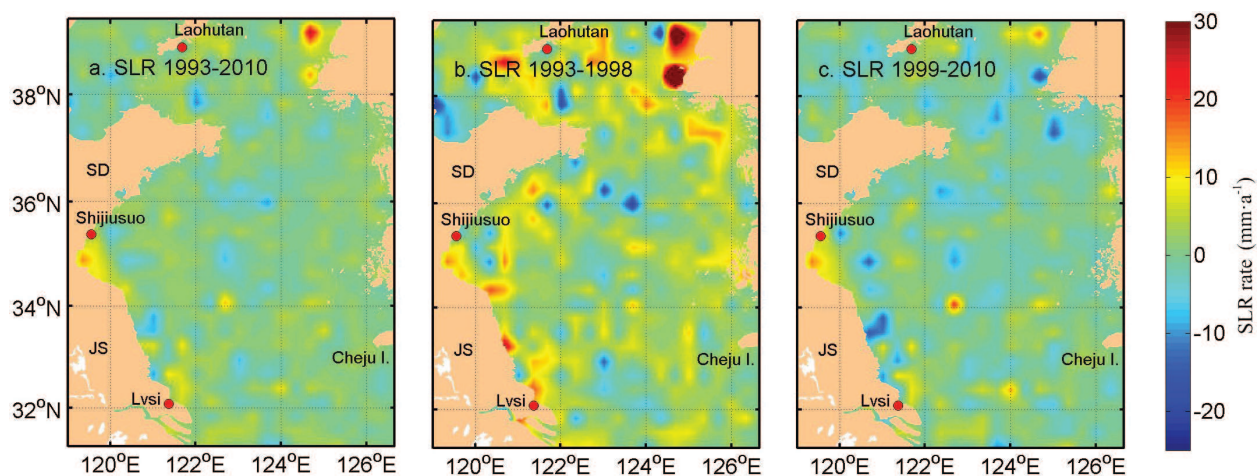 Laohutan
a. SLR 1993-2010
SD
Shijiusuo
JS
Cheju I.
Lvsi
Laohutan
b. SLR 1993-1998
SD
Shijiusuo
JS
Cheju I.
Lvsi
Laohutan
c. SLR 1999-2010
SD
Shijiusuo
JS
Cheju I.
Lvsi
38°N
36°N
34°N
32°N
120°E 122°E 124°E 126°E
120°E 122°E 124°E 126°E
120°E 122°E 124°E 126°E
30
20
10
0
-10
-20
SLR rate (mm·a⁻¹)